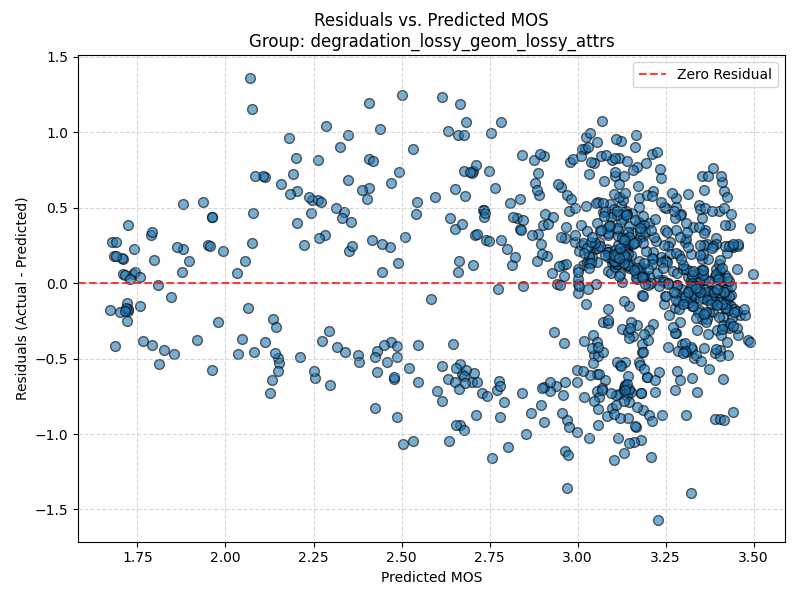 Residuals vs. Predicted MOS
Group: degradation_lossy_geom_lossy_attrs
Zero Residual
Residuals (Actual - Predicted)
1.5
1.0
0.5
0.0
−0.5
−1.0
−1.5
1.75 2.00 2.25 2.50 2.75 3.00 3.25 3.50
Predicted MOS